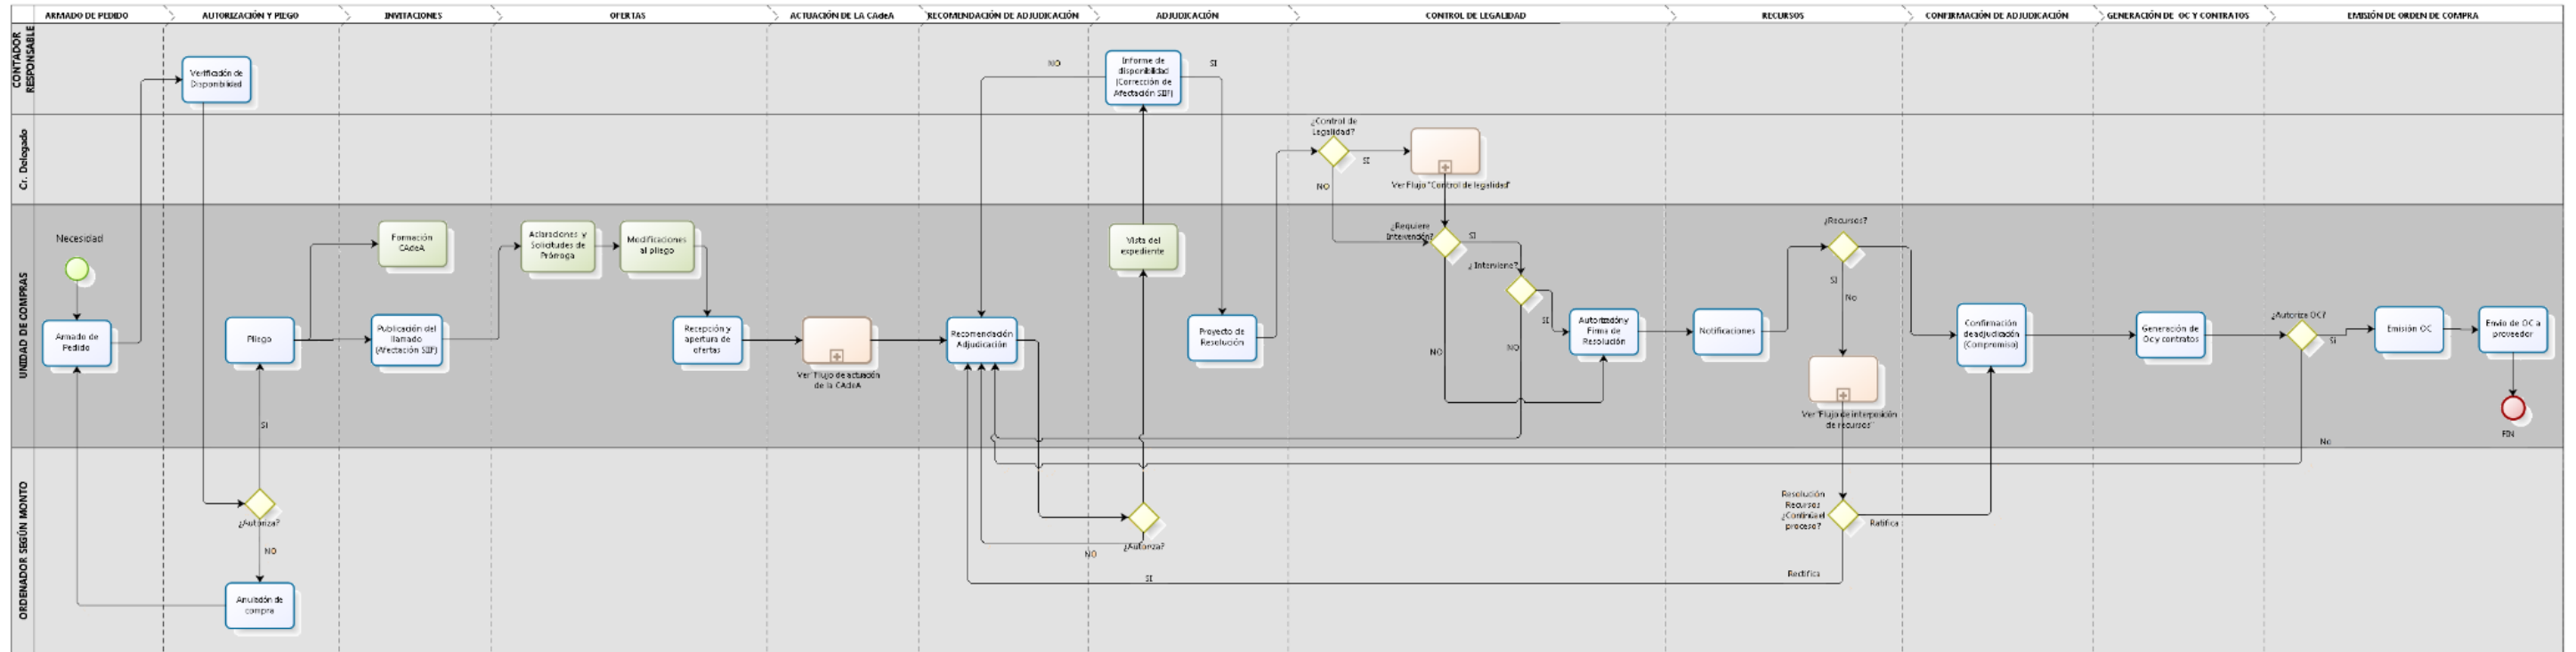 ARMADO DE PEDIDO
AUTORIZACIÓN Y PIEGO
INVITACIONES
OFERTAS
ACTUACIÓN DE LA CAdeA
RECOMENDACIÓN DE ADJUDICACIÓN
ADJUDICACIÓN
CONTROL DE LEGALIDAD
RECURSOS
CONFIRMACIÓN DE ADJUDICACIÓN
GENERACIÓN DE OC Y CONTRATOS
EMISIÓN DE ORDEN DE COMPRA
CONTADOR
RESPONSABLE
Verificación de
Disponibilidad
NO
Informe de
disponibilidad
(Corrección de
Afectación SIIF)
SI
Cr. Delegado
¿Control de
Legalidad?
SI
NO
Ver Flujo "Control de legalidad"
UNIDAD DE COMPRAS
Necesidad
Armado de
Pedido
Pliego
SI
Formación
CAdeA
Publicación del
llamado
(Afectación SIIF)
Aclaraciones y
Solicitudes de
Prórroga
Modificaciones
al pliego
Recepción y
apertura de
ofertas
Ver "Flujo de actuación
de la CAdeA
Recomendación
Adjudicación
Vista del
expediente
Proyecto de
Resolución
¿Requiere
Intervención?
SI
¿ Interviene?
SI
NO
NO
Autorización y
Firma de
Resolución
Notificaciones
¿Recursos?
SI
No
Ver "Flujo de interposición
de recursos"
Confirmación
de adjudicación
(Compromiso)
Generación de
Oc y contratos
¿Autoriza OC?
Si
No
Emisión OC
Envío de OC a
proveedor
FIN
ORDENADOR SEGÚN MONTO
¿Autoriza?
NO
Anulación de
compra
¿Autoriza?
NO
SI
Resolución
Recursos
¿Continúa el
proceso?
Ratifica
Rectifica